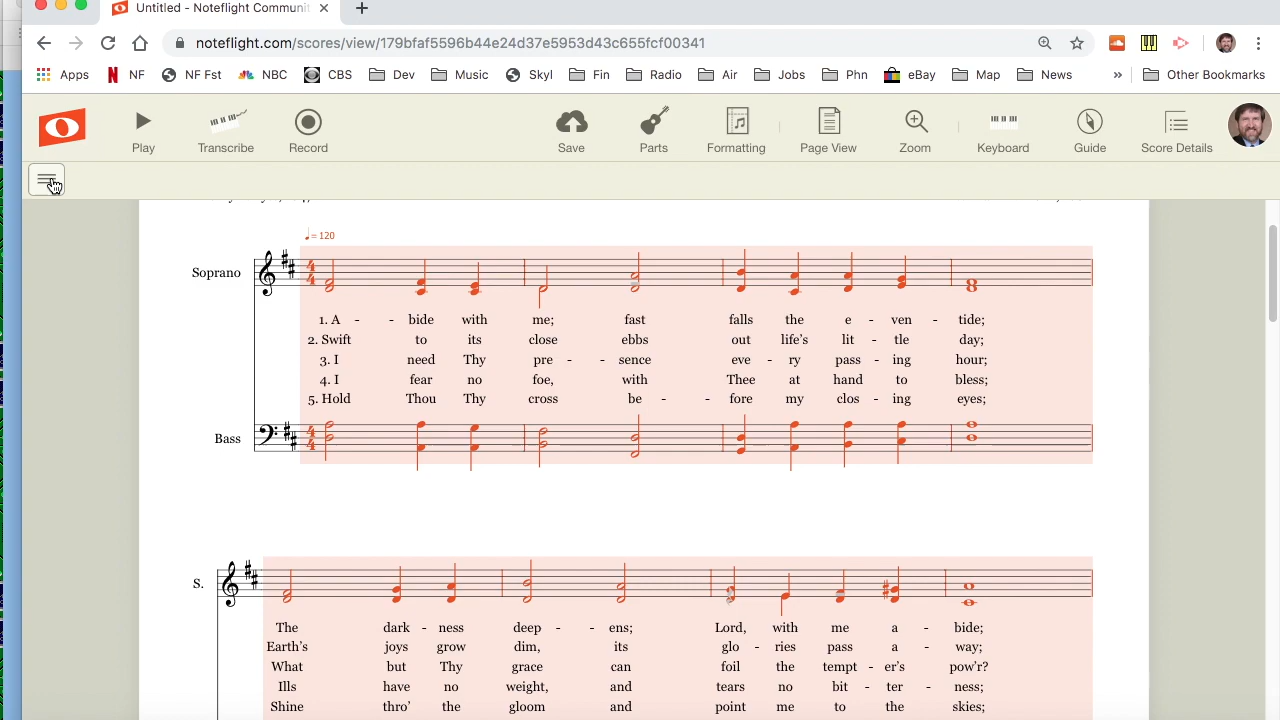 Untitled - Noteflight Communi
noteflight.com/scores/view/179bfaf5596b44e24d37e5953d43c655fcf00341
Apps NF NF Fst NBC CBS Dev Music Skyl Fin Radio Air Jobs Phn eBay Map News » Other Bookmarks
Play Transcribe Record Save Parts Formatting Page View Zoom Keyboard Guide Score Details
= 120
Soprano
1. A - - bide with me; fast falls the e - ven - tide;
2. Swift to its close ebbs out life's lit - tle day;
3. I need Thy pre - - sence eve - ry pass - ing hour;
4. I fear no foe, with Thee at hand to bless;
5. Hold Thou Thy cross be - - fore my clos - ing eyes;
Bass
S.
The dark - ness deep - - ens; Lord, with me a - bide;
Earth's joys grow dim, its glo - ries pass a - way;
What but Thy grace can foil the tempt - er's pow'r?
Ills have no weight, and tears no bit - ter - ness;
Shine thro' the gloom and point me to the skies;